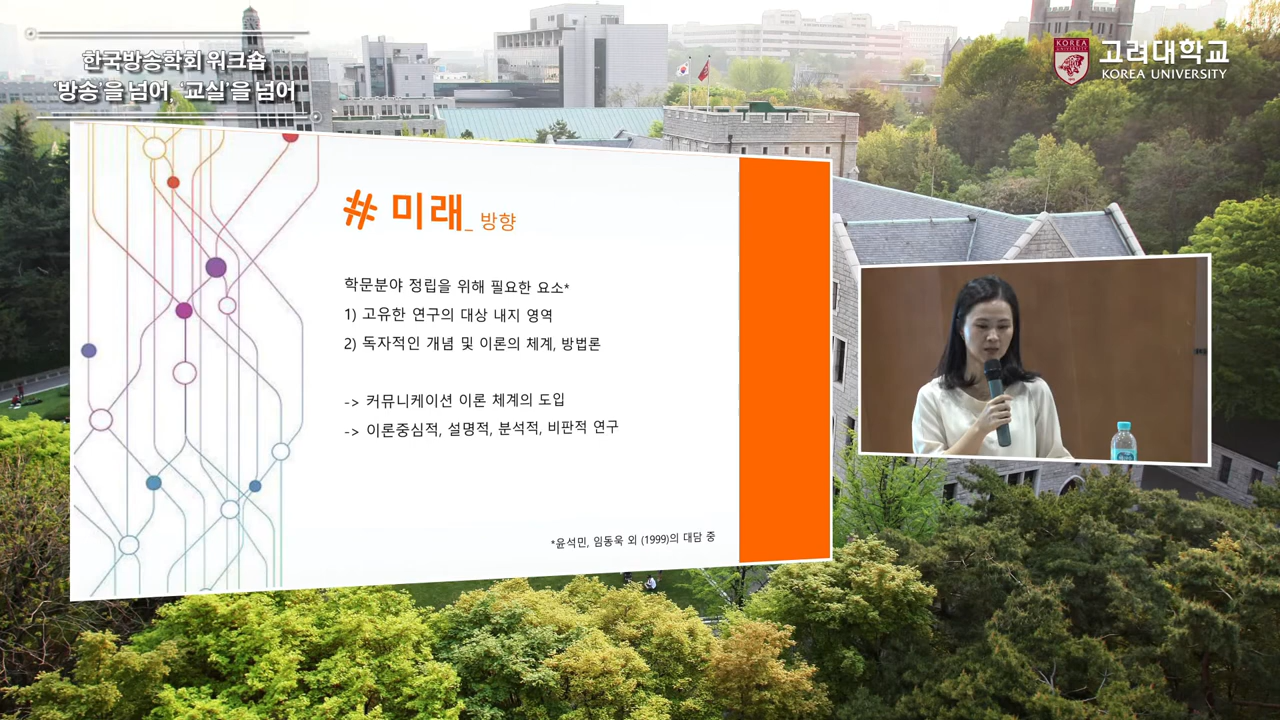 한국방송학회 워크숍
'방송'을 넘어, '교실'을 넘어
KOREA
고려대학교
KOREA UNIVERSITY
# 미래_ 방향
학문분야 정립을 위해 필요한 요소*
1) 고유한 연구의 대상 내지 영역
2) 독자적인 개념 및 이론의 체계, 방법론
-> 커뮤니케이션 이론 체계의 도입
-> 이론중심적, 설명적, 분석적, 비판적 연구
*윤석민, 임동욱 외 (1999)의 대담 중